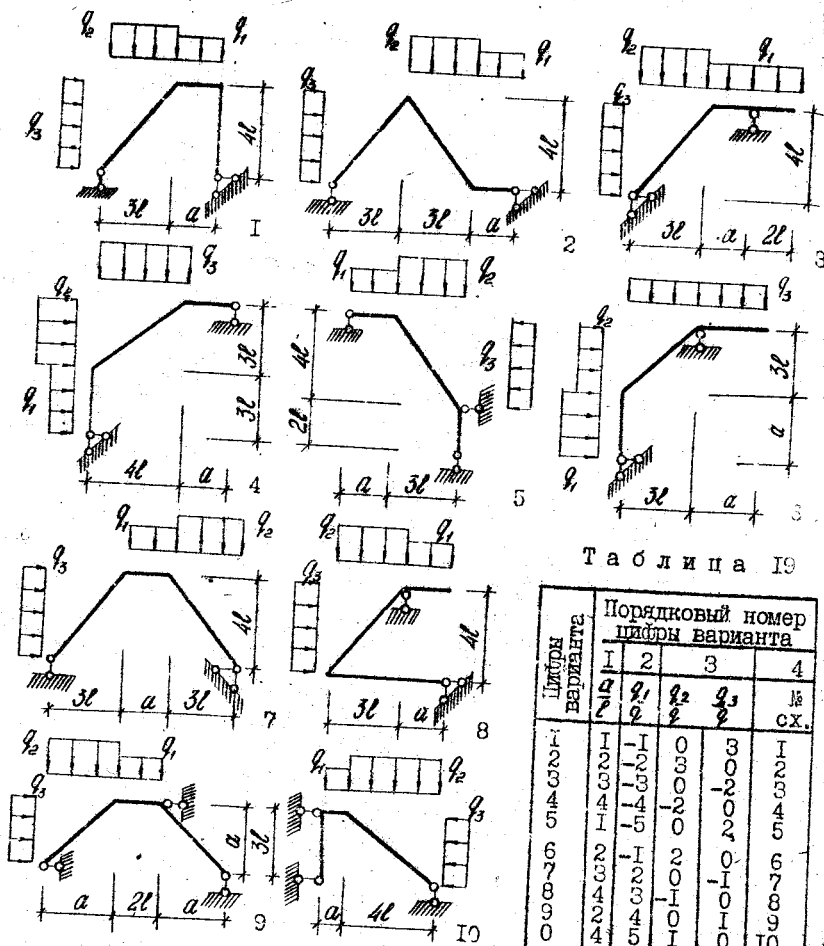 q₂ q₁
q₃
4l
3l a
I
q₂ q₁
q₃
4l
3l 3l a
2
q₂ q₁
q₃
4l
3l a 2l
3
q₃
q₂
q₁
3l
3l
4l a
4
q₁ q₂
q₃
4l
2l
a 3l
5
q₃
q₂
q₁
3l
a
3l a
q₁ q₂
q₃
4l
3l a 3l
7
q₂ q₁
q₃
4l
3l a
8
q₂ q₁
q₃
a
a 2l a
9
q₁ q₂
q₃
3l
a 4l
IO
Таблица I9
Цифры варианта
Порядковый номер
цифры варианта
I 2 3 4
a/l q₁/q q₂/q q₃/q № сх.
I I -I 0 3 I
2 2 -2 3 0 2
3 3 -3 0 -2 3
4 4 -4 -2 0 4
5 I -5 0 2 5
6 2 -I 2 0 6
7 3 2 0 -I 7
8 4 3 -I 0 8
9 2 4 0 I 9
0 4 5 I 0 IO